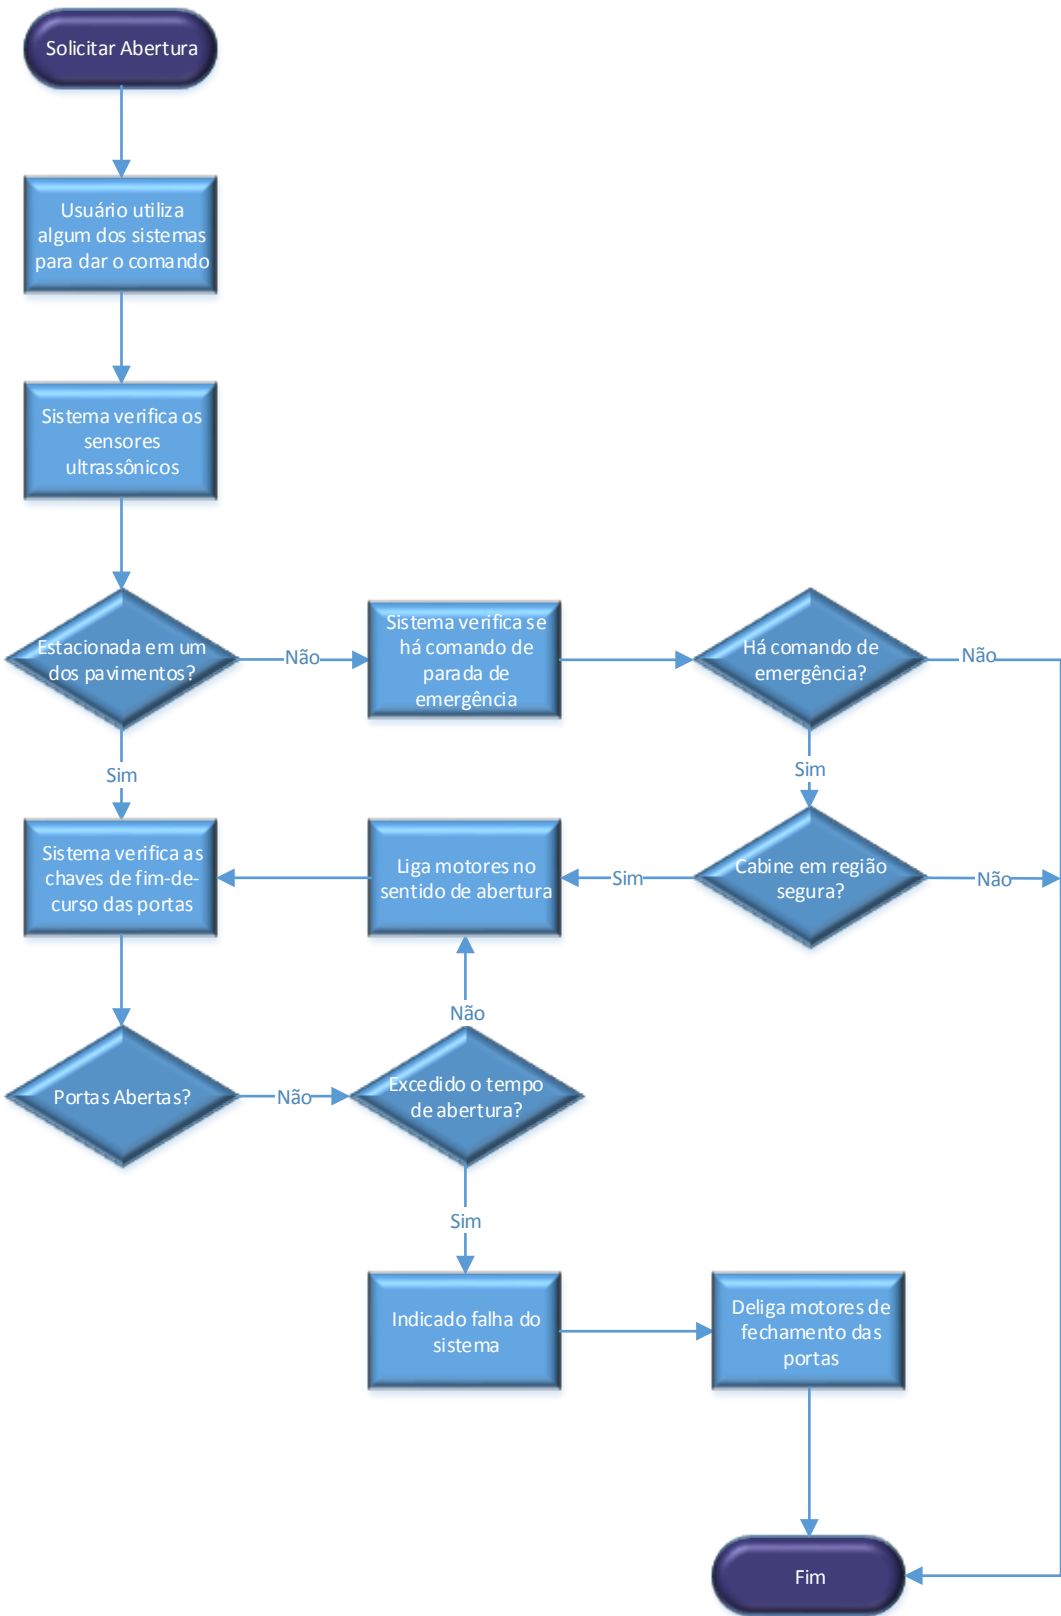 Solicitar Abertura
Usuário utiliza
algum dos sistemas
para dar o comando
Sistema verifica os
sensores
ultrassônicos
Estacionada em um
dos pavimentos?
Não
Sistema verifica se
há comando de
parada de
emergência
Há comando de
emergência?
Não
Sim
Sim
Sistema verifica as
chaves de fim-de-
curso das portas
Liga motores no
sentido de abertura
Sim
Cabine em região
segura?
Não
Não
Portas Abertas?
Não
Excedido o tempo
de abertura?
Sim
Indicado falha do
sistema
Deliga motores de
fechamento das
portas
Fim